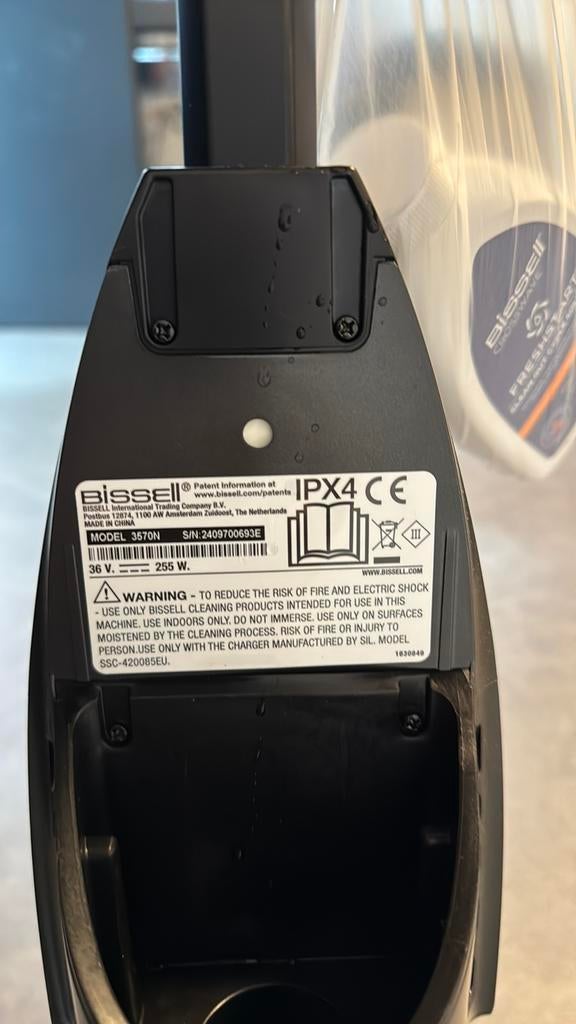 BISSELL® Patent Information at
www.bissell.com/patents
IPX4 CE
BISSELL International Trading Company B.V.
Postbus 12874, 1100 AW Amsterdam Zuidoost, The Netherlands
MADE IN CHINA
MODEL 3570N S/N:2409700693E
III
36 V. 255 W.
WWW.BISSELL.COM
WARNING - TO REDUCE THE RISK OF FIRE AND ELECTRIC SHOCK
- USE ONLY BISSELL CLEANING PRODUCTS INTENDED FOR USE IN THIS
MACHINE. USE INDOORS ONLY. DO NOT IMMERSE. USE ONLY ON SURFACES
MOISTENED BY THE CLEANING PROCESS. RISK OF FIRE OR INJURY TO
PERSON.USE ONLY WITH THE CHARGER MANUFACTURED BY SIL. MODEL
SSC-420085EU.
1630849
BISSELL
CROSSWAVE